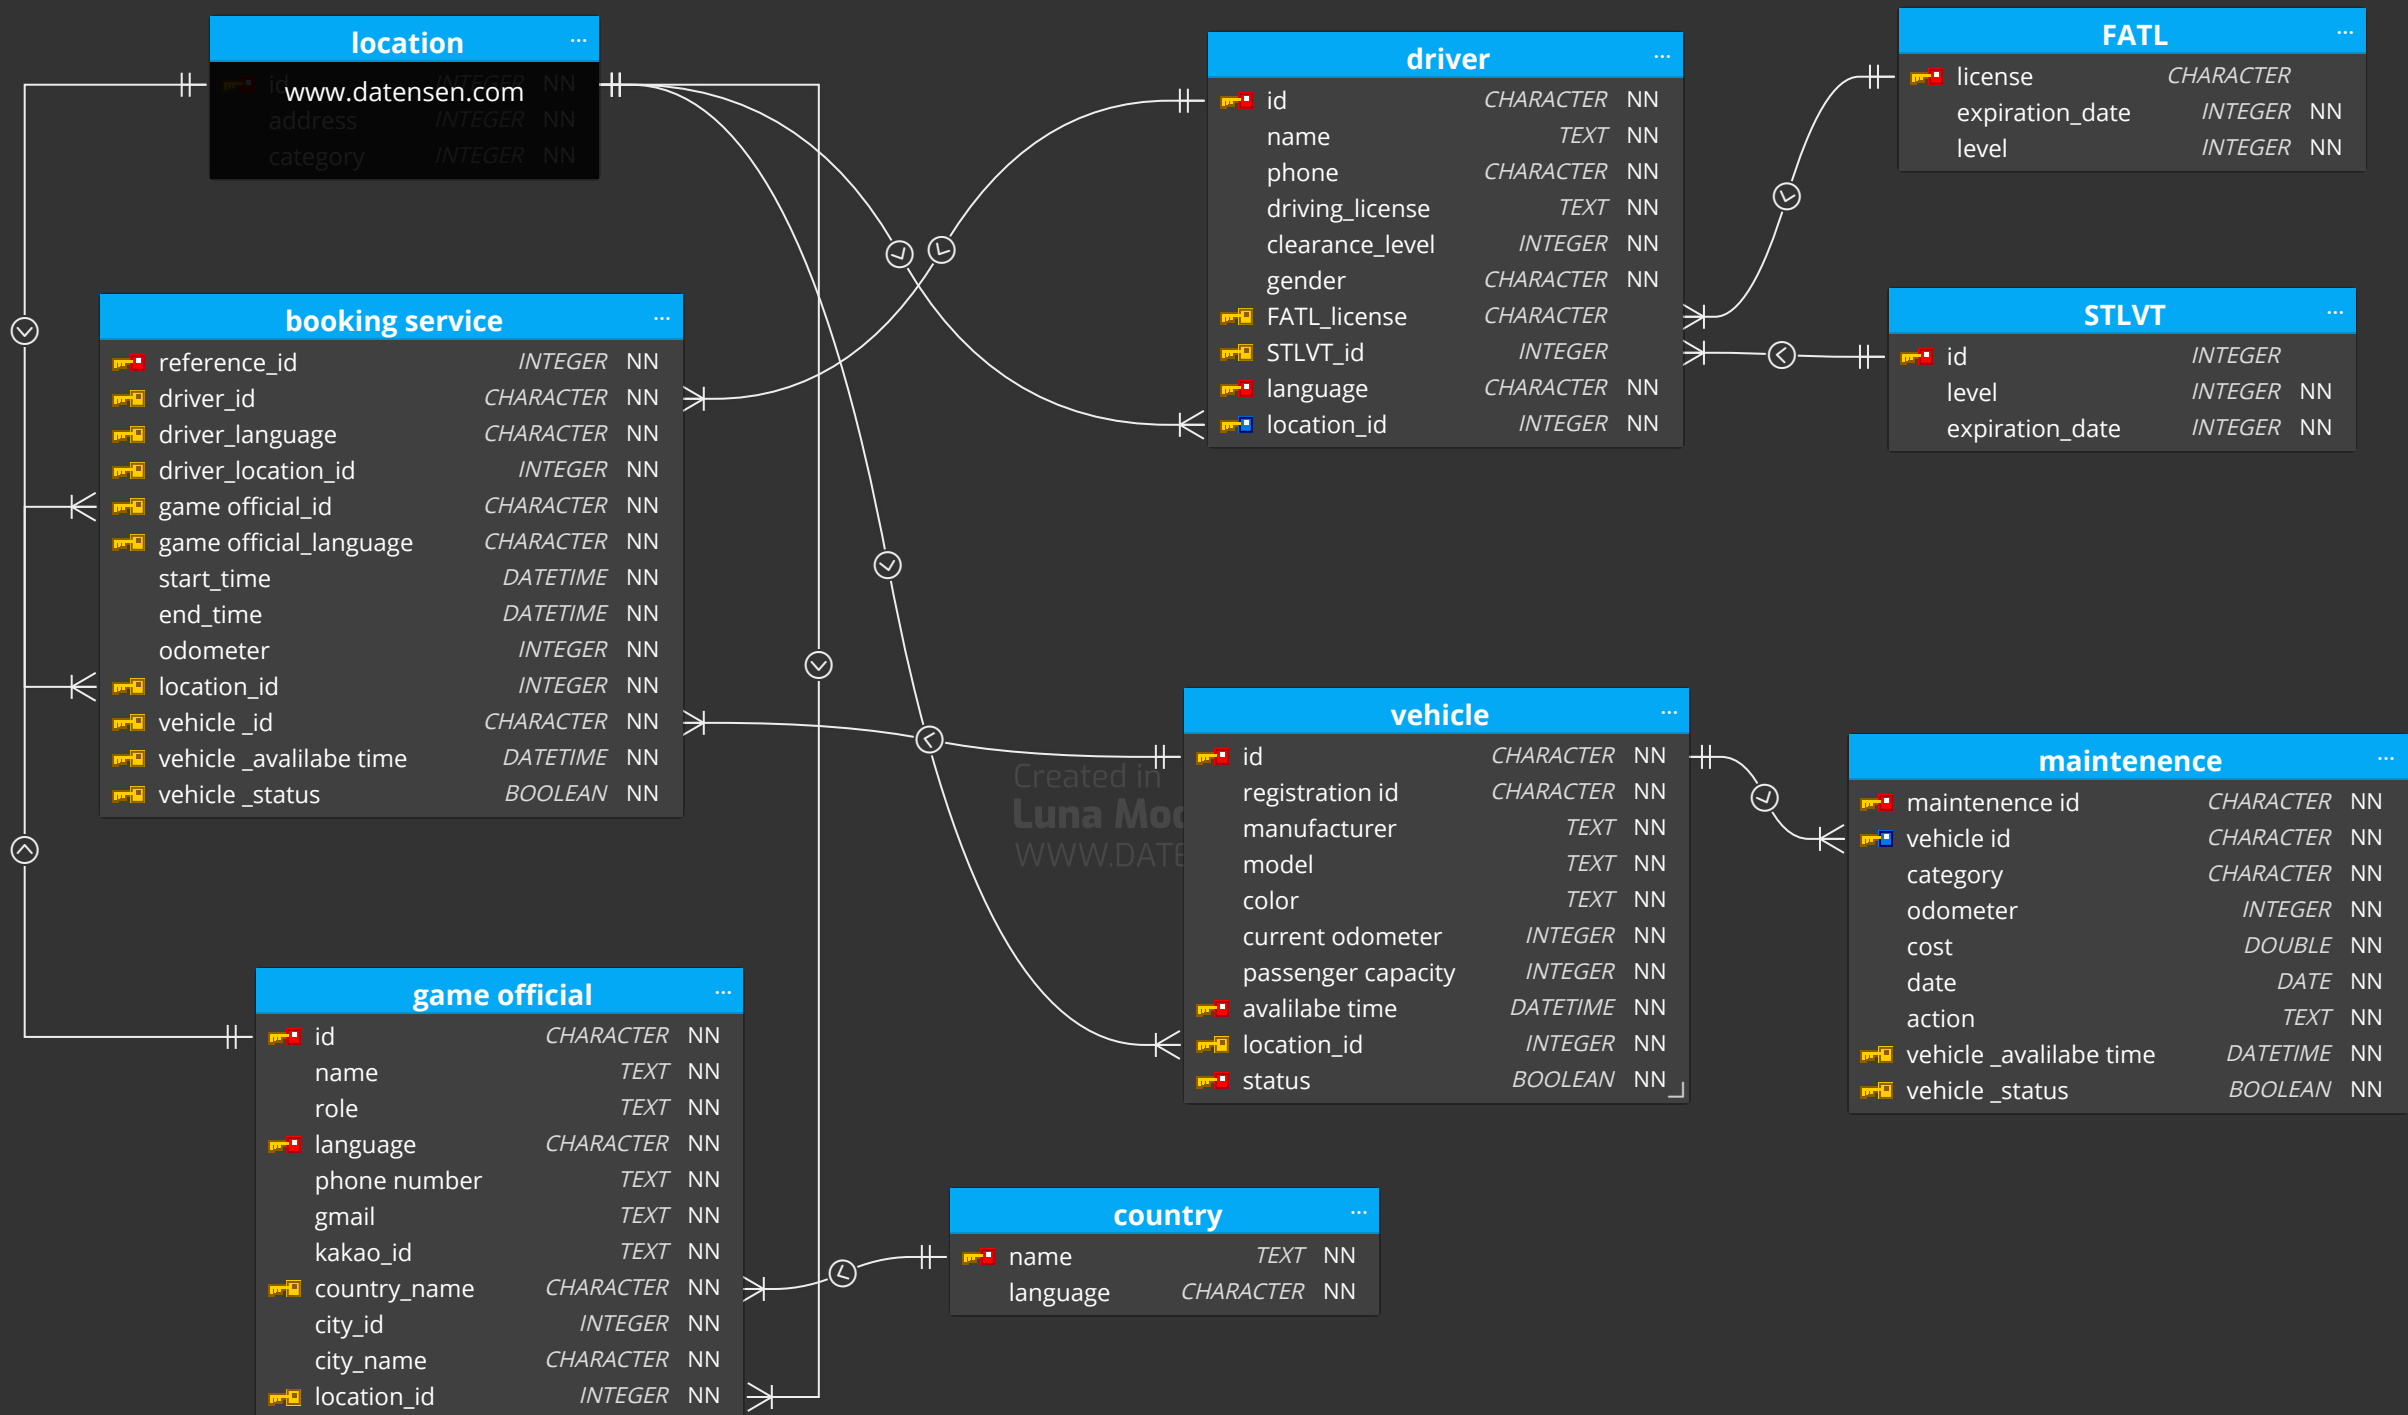 location ...
www.datensen.com
id INTEGER NN
address INTEGER NN
category INTEGER NN
driver ...
id CHARACTER NN
name TEXT NN
phone CHARACTER NN
driving_license TEXT NN
clearance_level INTEGER NN
gender CHARACTER NN
FATL_license CHARACTER
STLVT_id INTEGER
language CHARACTER NN
location_id INTEGER NN
FATL ...
license CHARACTER
expiration_date INTEGER NN
level INTEGER NN
STLVT ...
id INTEGER
level INTEGER NN
expiration_date INTEGER NN
booking service ...
reference_id INTEGER NN
driver_id CHARACTER NN
driver_language CHARACTER NN
driver_location_id INTEGER NN
game official_id CHARACTER NN
game official_language CHARACTER NN
start_time DATETIME NN
end_time DATETIME NN
odometer INTEGER NN
location_id INTEGER NN
vehicle _id CHARACTER NN
vehicle _avalilabe time DATETIME NN
vehicle _status BOOLEAN NN
Created in
Luna Mod
WWW.DATE
vehicle ...
id CHARACTER NN
registration id CHARACTER NN
manufacturer TEXT NN
model TEXT NN
color TEXT NN
current odometer INTEGER NN
passenger capacity INTEGER NN
avalilabe time DATETIME NN
location_id INTEGER NN
status BOOLEAN NN
maintenence ...
maintenence id CHARACTER NN
vehicle id CHARACTER NN
category CHARACTER NN
odometer INTEGER NN
cost DOUBLE NN
date DATE NN
action TEXT NN
vehicle _avalilabe time DATETIME NN
vehicle _status BOOLEAN NN
game official ...
id CHARACTER NN
name TEXT NN
role TEXT NN
language CHARACTER NN
phone number TEXT NN
gmail TEXT NN
kakao_id TEXT NN
country_name CHARACTER NN
city_id INTEGER NN
city_name CHARACTER NN
location_id INTEGER NN
country ...
name TEXT NN
language CHARACTER NN